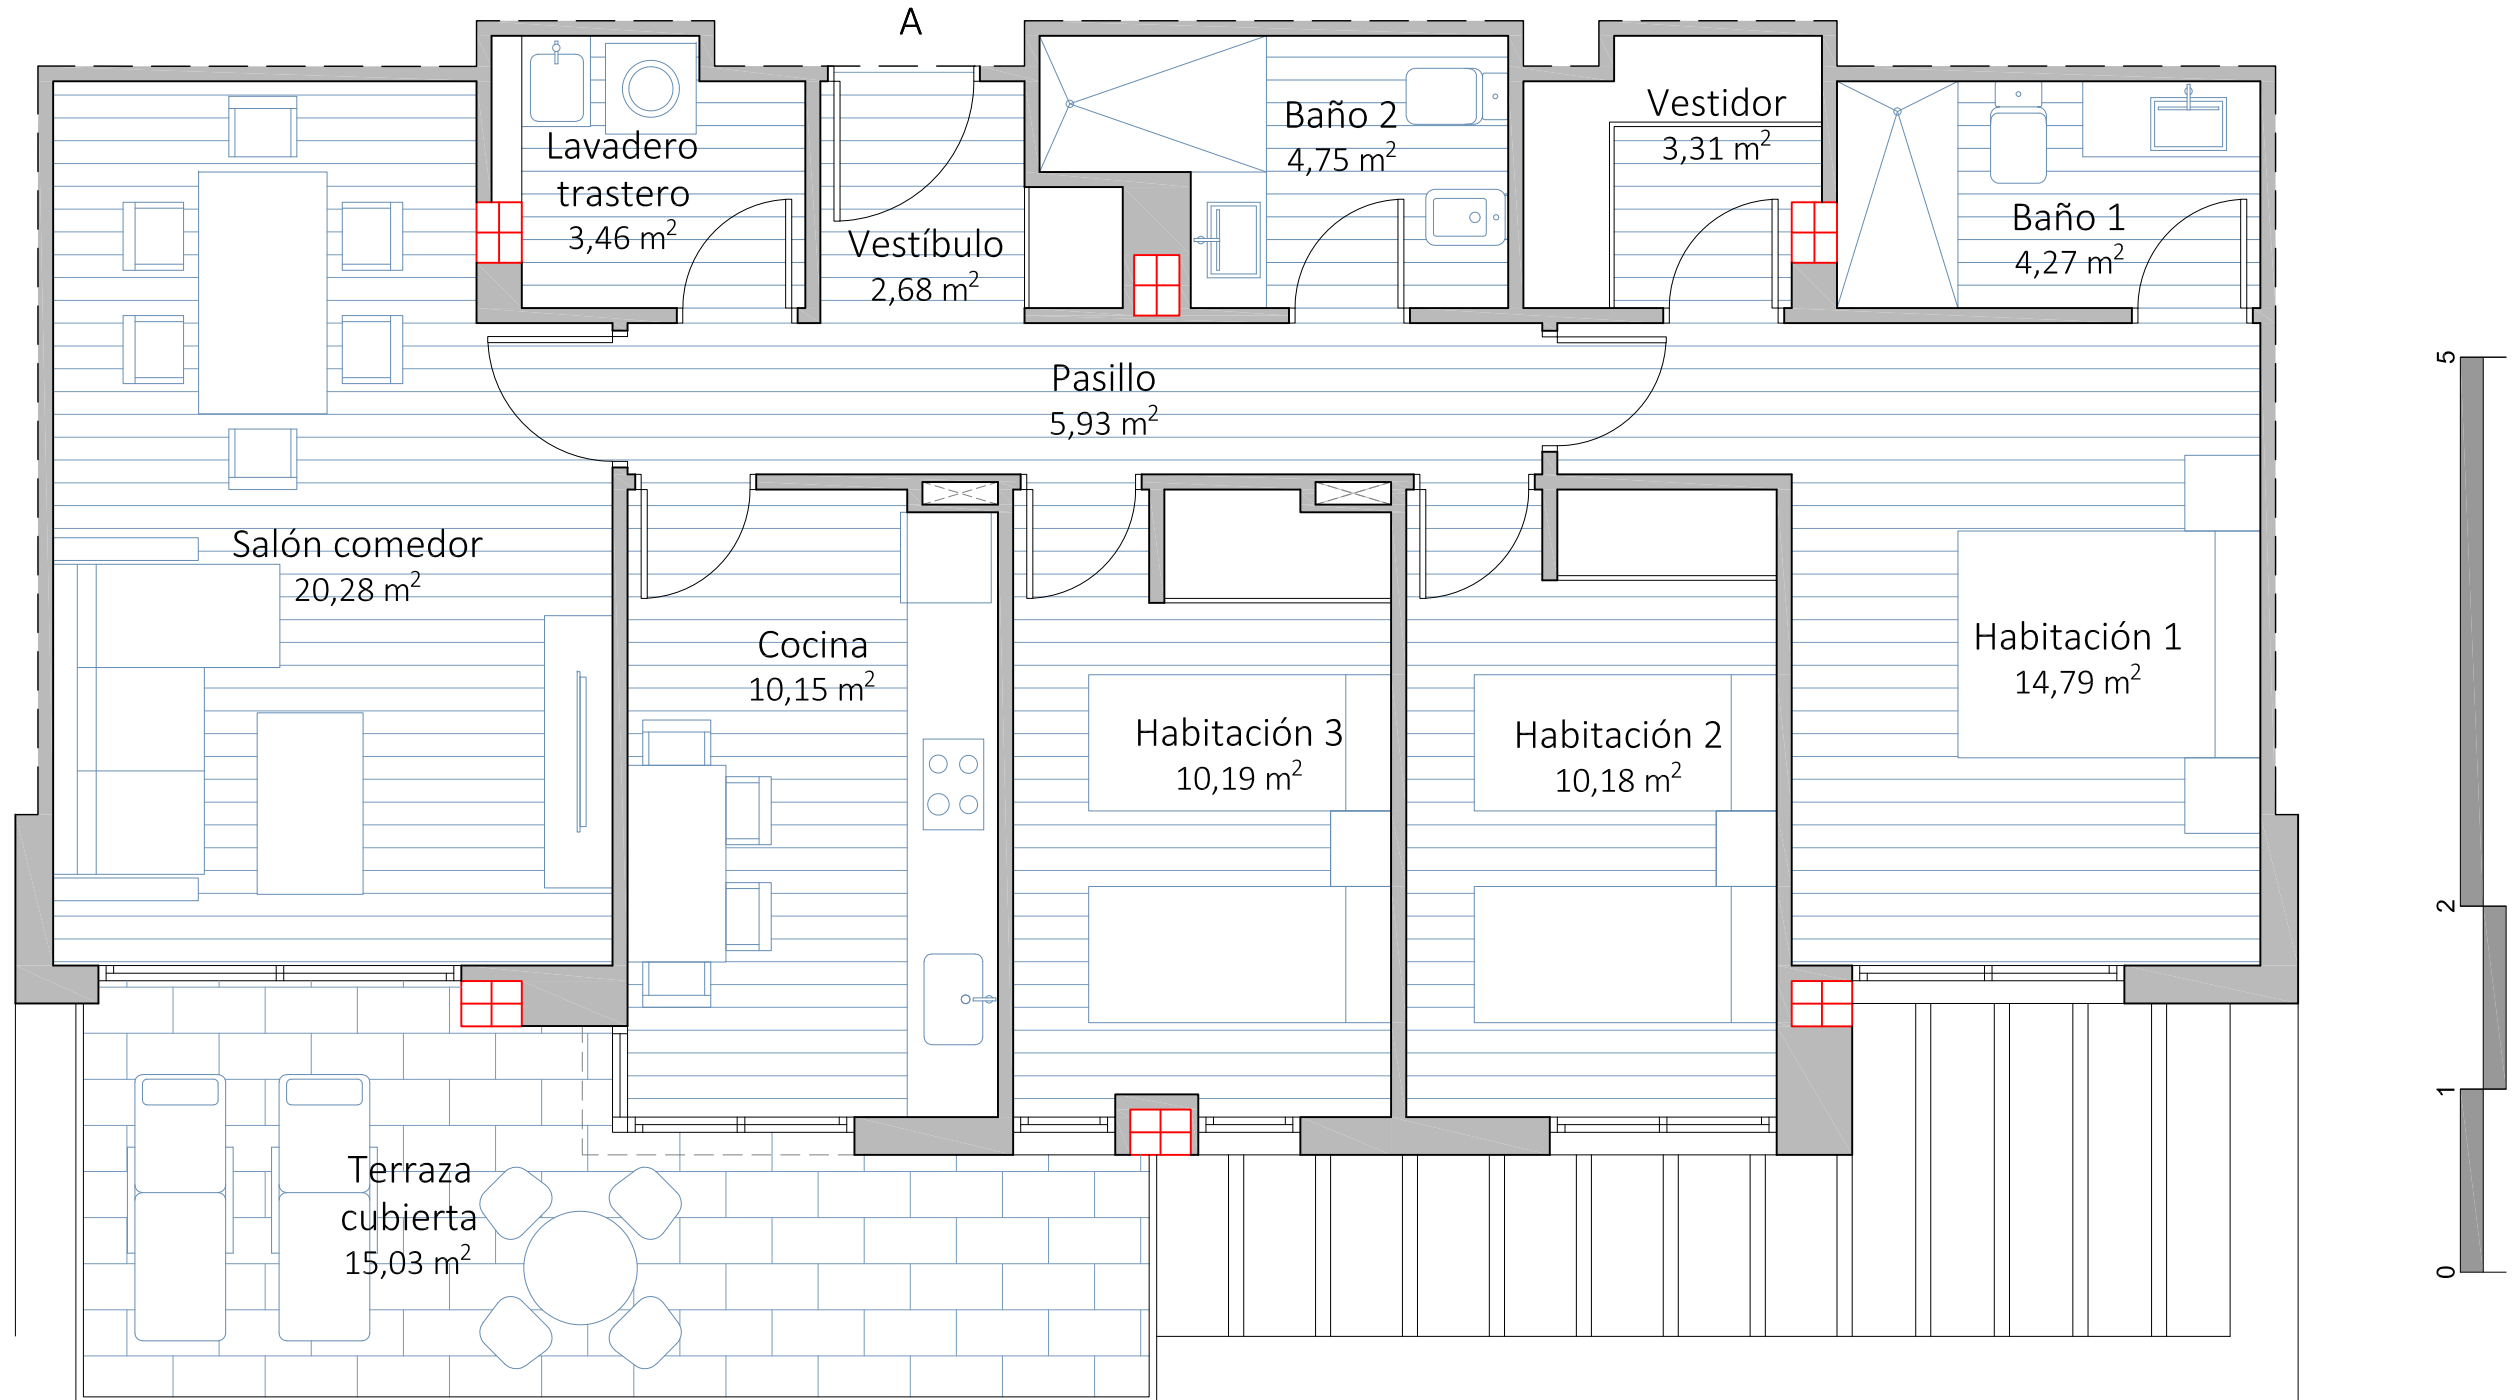 A
Lavadero
trastero
3,46 m²
Vestíbulo
2,68 m²
Baño 2
4,75 m²
Vestidor
3,31 m²
Baño 1
4,27 m²
Pasillo
5,93 m²
Salón comedor
20,28 m²
Cocina
10,15 m²
Habitación 3
10,19 m²
Habitación 2
10,18 m²
Habitación 1
14,79 m²
Terraza
cubierta
15,03 m²
5
2
1
0